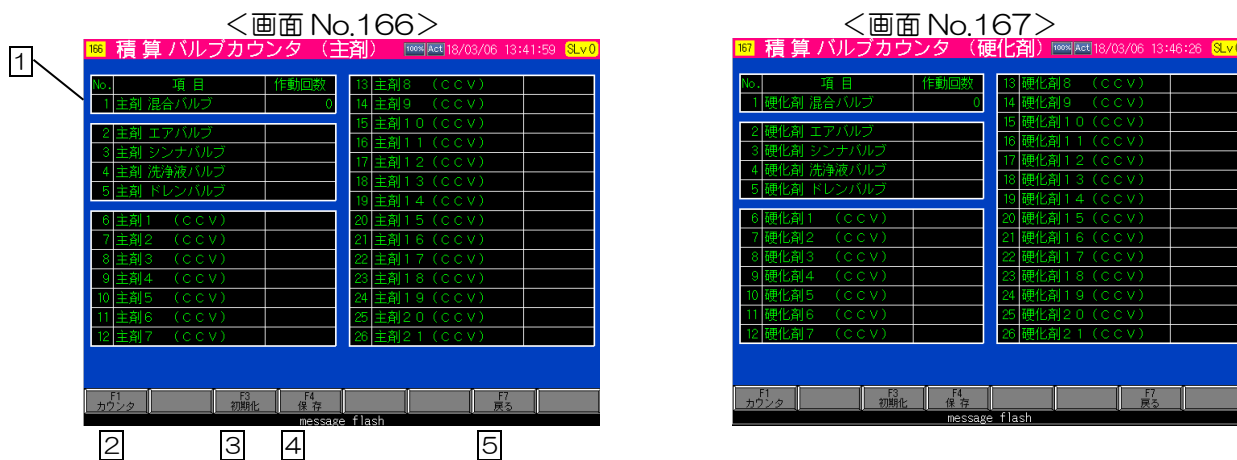 <画面 No.166>
1
166 積算 バルブカウンタ (主剤) 100% Act 18/03/06 13:41:59 SLv0
No. 項 目 作動回数
1 主剤 混合バルブ 0
2 主剤 エアバルブ
3 主剤 シンナバルブ
4 主剤 洗浄液バルブ
5 主剤 ドレンバルブ
6 主剤1 (CCV)
7 主剤2 (CCV)
8 主剤3 (CCV)
9 主剤4 (CCV)
10 主剤5 (CCV)
11 主剤6 (CCV)
12 主剤7 (CCV)
13 主剤8 (CCV)
14 主剤9 (CCV)
15 主剤10 (CCV)
16 主剤11 (CCV)
17 主剤12 (CCV)
18 主剤13 (CCV)
19 主剤14 (CCV)
20 主剤15 (CCV)
21 主剤16 (CCV)
22 主剤17 (CCV)
23 主剤18 (CCV)
24 主剤19 (CCV)
25 主剤20 (CCV)
26 主剤21 (CCV)
F1 F3 F4 F7
カウンタ 初期化 保 存 戻る
message flash
2 3 4 5
<画面 No.167>
167 積算 バルブカウンタ (硬化剤) 100% Act 18/03/06 13:46:26 SLv
No. 項 目 作動回数
1 硬化剤 混合バルブ 0
2 硬化剤 エアバルブ
3 硬化剤 シンナバルブ
4 硬化剤 洗浄液バルブ
5 硬化剤 ドレンバルブ
6 硬化剤1 (CCV)
7 硬化剤2 (CCV)
8 硬化剤3 (CCV)
9 硬化剤4 (CCV)
10 硬化剤5 (CCV)
11 硬化剤6 (CCV)
12 硬化剤7 (CCV)
13 硬化剤8 (CCV)
14 硬化剤9 (CCV)
15 硬化剤10 (CCV)
16 硬化剤11 (CCV)
17 硬化剤12 (CCV)
18 硬化剤13 (CCV)
19 硬化剤14 (CCV)
20 硬化剤15 (CCV)
21 硬化剤16 (CCV)
22 硬化剤17 (CCV)
23 硬化剤18 (CCV)
24 硬化剤19 (CCV)
25 硬化剤20 (CCV)
26 硬化剤21 (CCV)
F1 F3 F4 F7
カウンタ 初期化 保 存 戻る
message flash